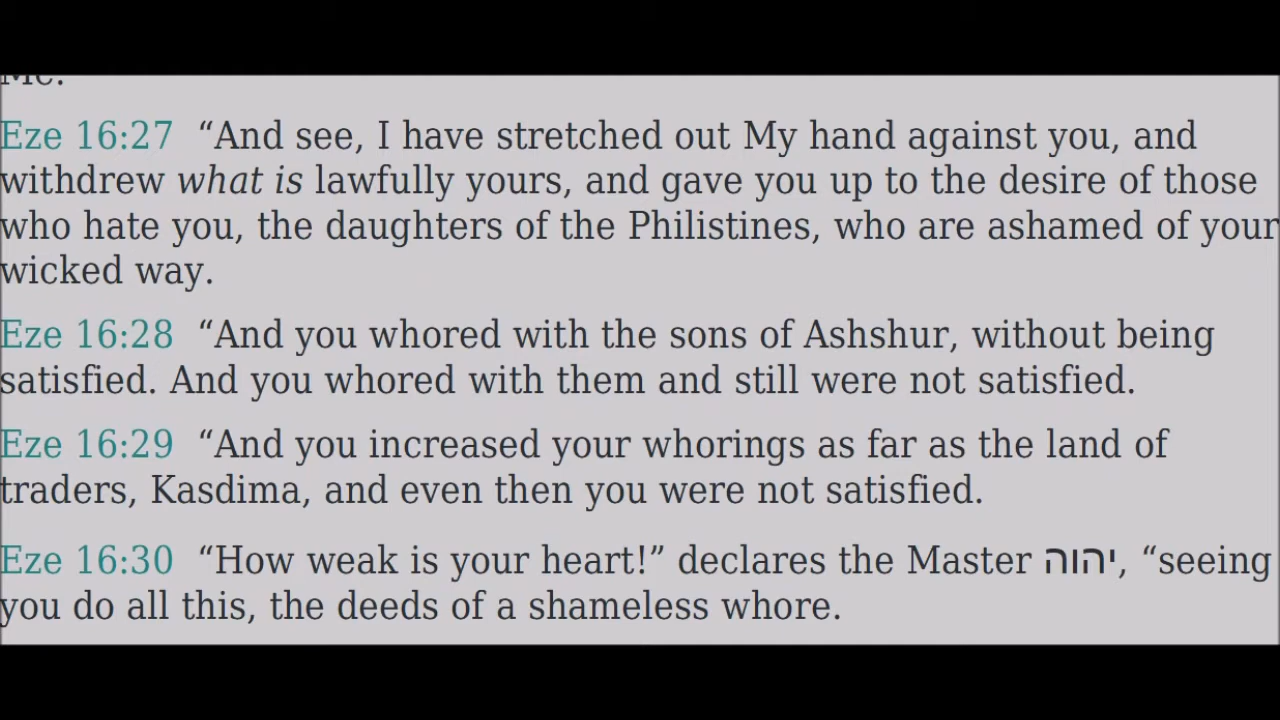 Me.
Eze 16:27 “And see, I have stretched out My hand against you, and
withdrew what is lawfully yours, and gave you up to the desire of those
who hate you, the daughters of the Philistines, who are ashamed of your
wicked way.
Eze 16:28 “And you whored with the sons of Ashshur, without being
satisfied. And you whored with them and still were not satisfied.
Eze 16:29 “And you increased your whorings as far as the land of
traders, Kasdima, and even then you were not satisfied.
Eze 16:30 “How weak is your heart!” declares the Master יהוה, “seeing
you do all this, the deeds of a shameless whore.